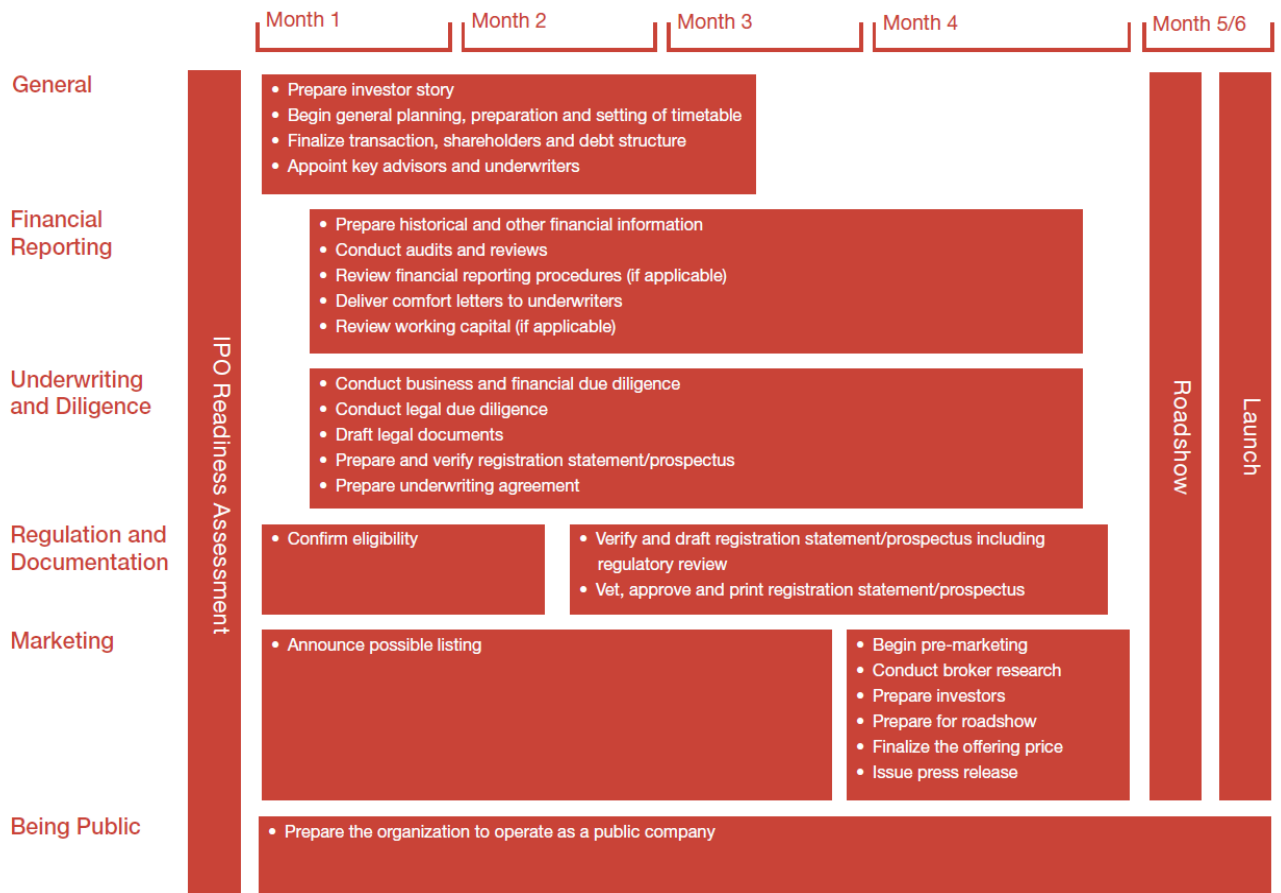 Month 1
Month 2
Month 3
Month 4
Month 5/6
IPO Readiness Assessment
General
• Prepare investor story
• Begin general planning, preparation and setting of timetable
• Finalize transaction, shareholders and debt structure
• Appoint key advisors and underwriters
Financial
Reporting
• Prepare historical and other financial information
• Conduct audits and reviews
• Review financial reporting procedures (if applicable)
• Deliver comfort letters to underwriters
• Review working capital (if applicable)
Underwriting
and Diligence
• Conduct business and financial due diligence
• Conduct legal due diligence
• Draft legal documents
• Prepare and verify registration statement/prospectus
• Prepare underwriting agreement
Regulation and
Documentation
• Confirm eligibility
• Verify and draft registration statement/prospectus including
regulatory review
• Vet, approve and print registration statement/prospectus
Marketing
• Announce possible listing
• Begin pre-marketing
• Conduct broker research
• Prepare investors
• Prepare for roadshow
• Finalize the offering price
• Issue press release
Roadshow
Launch
Being Public
• Prepare the organization to operate as a public company